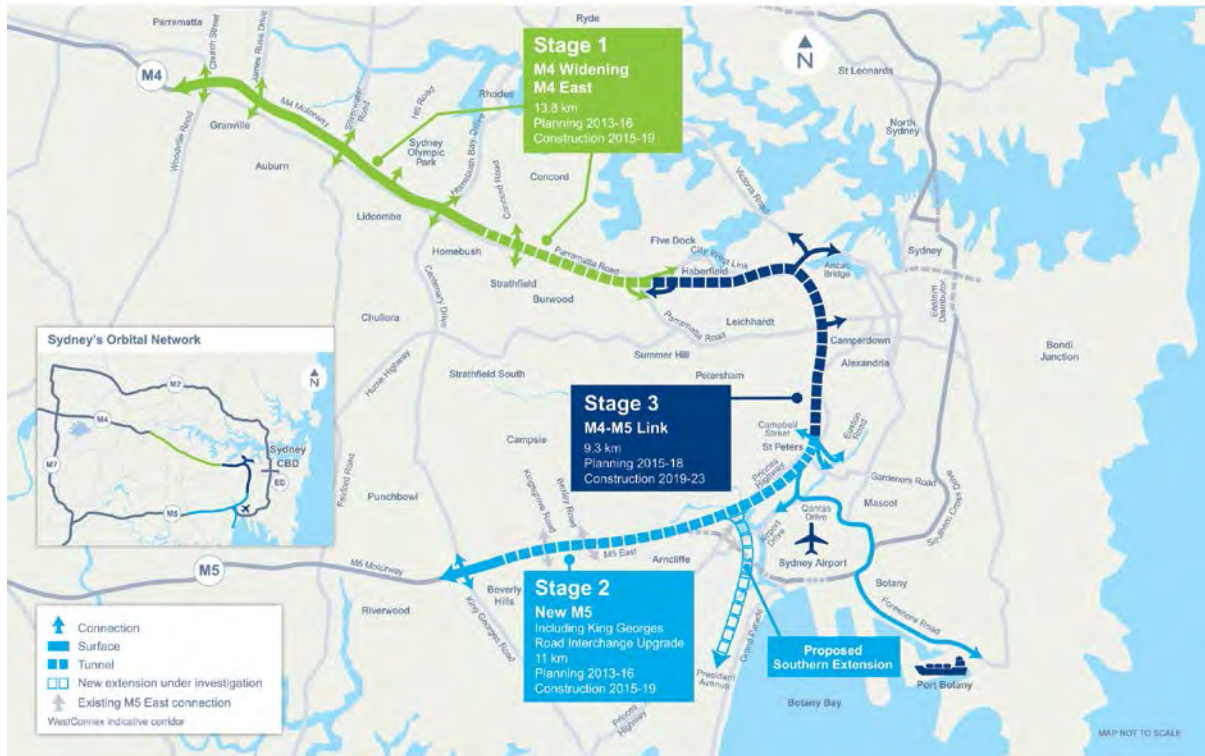 Parramatta
Church Street
James Ruse Drive
Ryde
M4
Woodville Road
Granville
M4 Motorway
Silverwater Road
Hill Road
Rhodes
Auburn
Sydney
Olympic
Park
Homebush Bay Drive
Lidcombe
Concord Road
Concord
Homebush
Strathfield
Burwood
Parramatta Road
Five Dock
City West Link
Haberfield
Victoria Road
St Leonards
North
Sydney
Sydney
Anzac
Bridge
Eastern Distributor
Stage 1
M4 Widening
M4 East
13.8 km
Planning 2013-16
Construction 2015-19
N
Centenary Drive
Chullora
Hume Highway
Strathfield South
Parramatta Road
Leichhardt
Summer Hill
Petersham
Camperdown
Alexandria
Bondi
Junction
Sydney's Orbital Network
N
M2
M4
M7
M5
Sydney
CBD
ED
Stage 3
M4-M5 Link
9.3 km
Planning 2015-18
Construction 2019-23
Campsie
Kingsgrove Road
Bexley Road
Punchbowl
Fairford Road
Campbell
Street
St Peters
Euston
Road
Princes
Highway
Gardeners Road
Mascot
Qantas
Drive
Airport
Drive
Sydney Airport
Southern Cross Drive
M5
M5 Motorway
M5 East
Arncliffe
Riverwood
Beverly
Hills
King Georges Road
Botany
Foreshore Road
Stage 2
New M5
Including King Georges
Road Interchange Upgrade
11 km
Planning 2013-16
Construction 2015-19
Grand Parade
President
Avenue
Princes
Highway
Proposed
Southern Extension
Port Botany
Botany Bay
Connection
Surface
Tunnel
New extension under investigation
Existing M5 East connection
WestConnex indicative corridor
MAP NOT TO SCALE